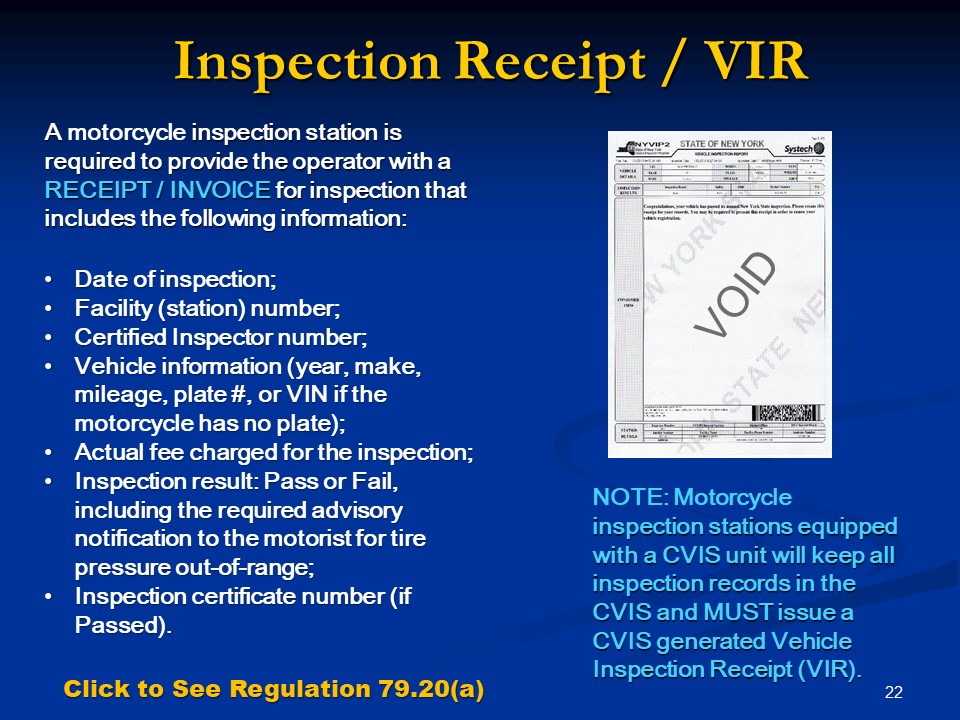 Inspection Receipt / VIR
A motorcycle inspection station is
required to provide the operator with a
RECEIPT / INVOICE for inspection that
includes the following information:
• Date of inspection;
• Facility (station) number;
• Certified Inspector number;
• Vehicle information (year, make,
mileage, plate #, or VIN if the
motorcycle has no plate);
• Actual fee charged for the inspection;
• Inspection result: Pass or Fail,
including the required advisory
notification to the motorist for tire
pressure out-of-range;
• Inspection certificate number (if
Passed).
Click to See Regulation 79.20(a)
NYVIP2
STATE OF NEW YORK
VEHICLE INSPECTION REPORT
Systech
VEHICLE
DETAILS
INSPECTION
RESULTS
Congratulations, your vehicle has passed its annual New York State inspection. Please retain this
receipt for your records. You may be required to present this receipt in order to renew your
vehicle registration.
CONSUMER
INFO
VOID
NEW YORK STATE
STATION
DETAILS
NOTE: Motorcycle
inspection stations equipped
with a CVIS unit will keep all
inspection records in the
CVIS and MUST issue a
CVIS generated Vehicle
Inspection Receipt (VIR).
22